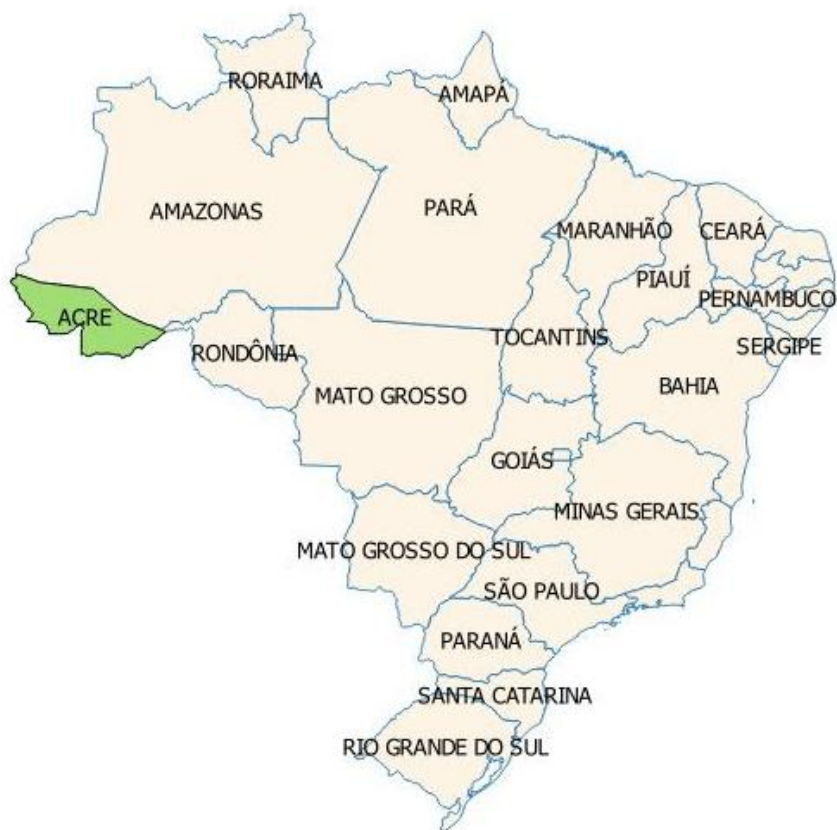 RORAIMA
AMAPÁ
AMAZONAS
PARÁ
MARANHÃO
CEARÁ
PIAUÍ
PERNAMBUCO
ACRE
TOCANTINS
SERGIPE
RONDÔNIA
BAHIA
MATO GROSSO
GOIÁS
MINAS GERAIS
MATO GROSSO DO SUL
SÃO PAULO
PARANÁ
SANTA CATARINA
RIO GRANDE DO SUL